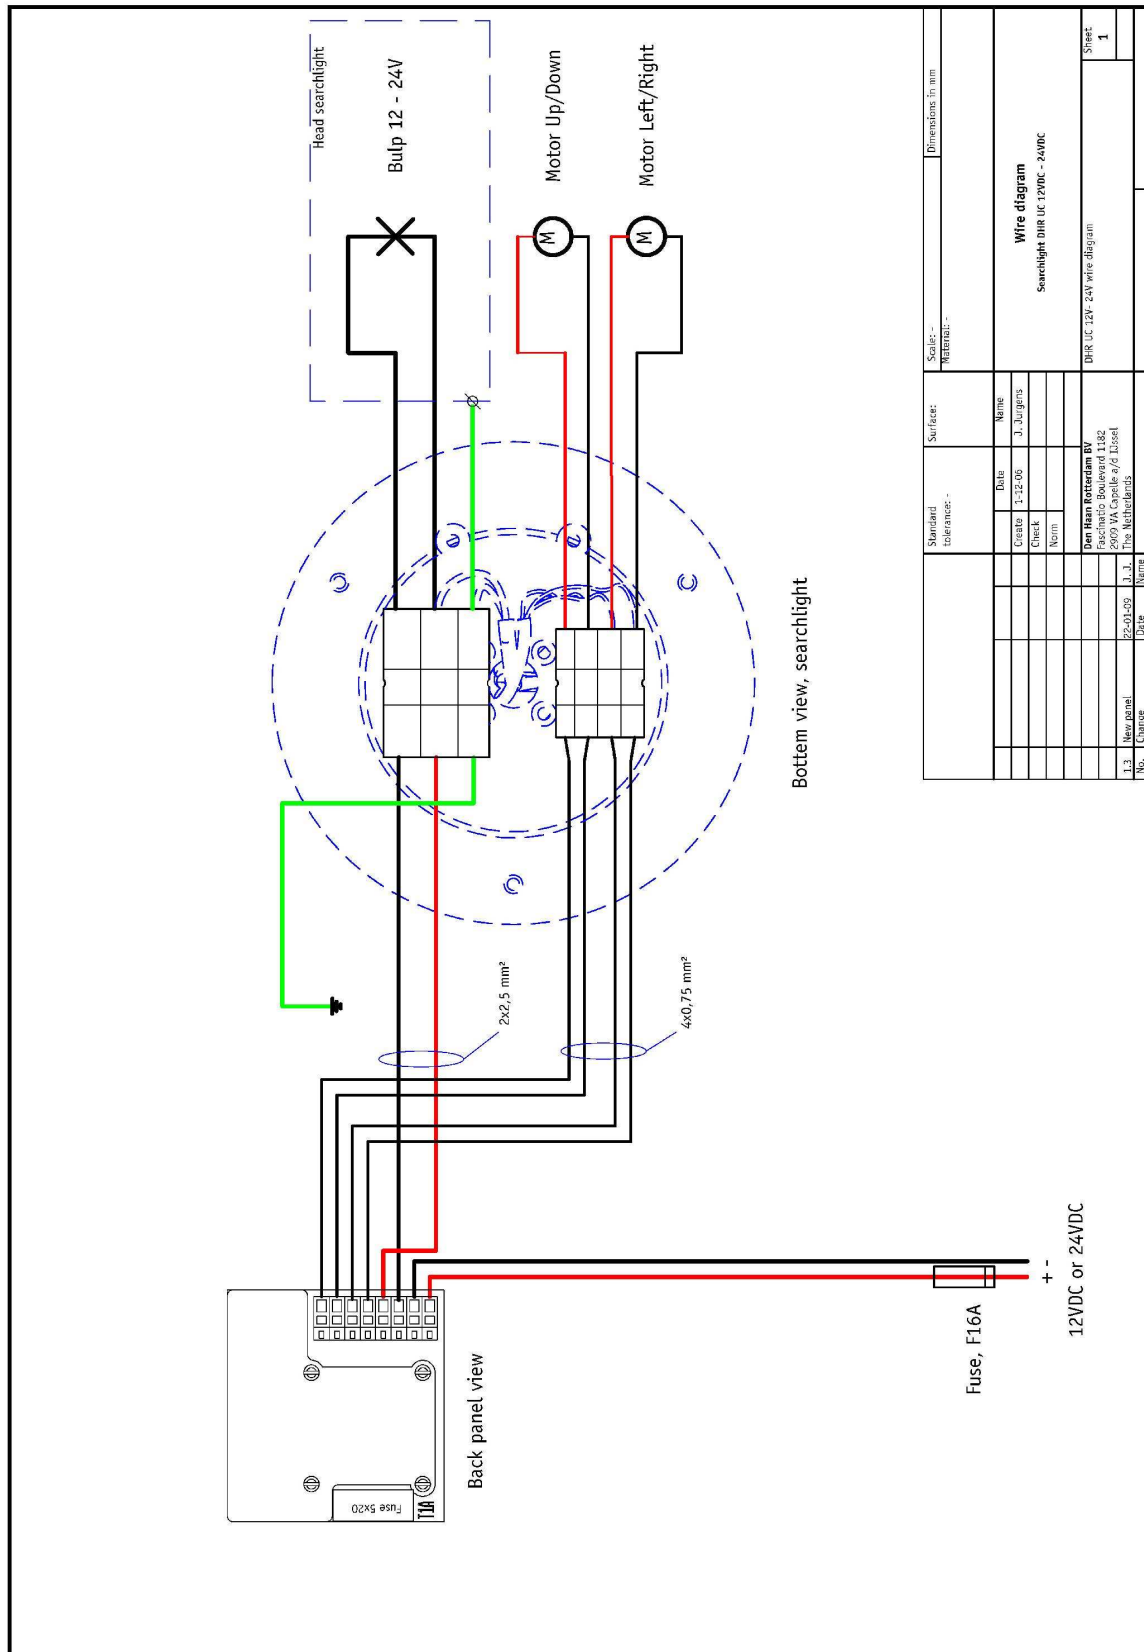 Head searchlight
Bulp 12 - 24V
Motor Up/Down
Motor Left/Right
M
M
Bottem view, searchlight
2x2,5 mm²
4x0,75 mm²
Back panel view
Fuse 5x20
T1A
Fuse, F16A
+ -
12VDC or 24VDC
Standard
tolerance: -
Surface:
Scale: -
Dimensions in mm
Material: -
Date
Name
Create
1-12-06
J. Jurgens
Check
Norm
Wire diagram
Searchlight DHR UC 12VDC - 24VDC
Den Haan Rotterdam BV
Fascinatio Boulevard 1182
2909 VA Capelle a/d IJssel
The Netherlands
DHR UC 12V- 24V wire diagram
Sheet
1
1.3
New panel
22-01-09
J. J.
No.
Change
Date
Name